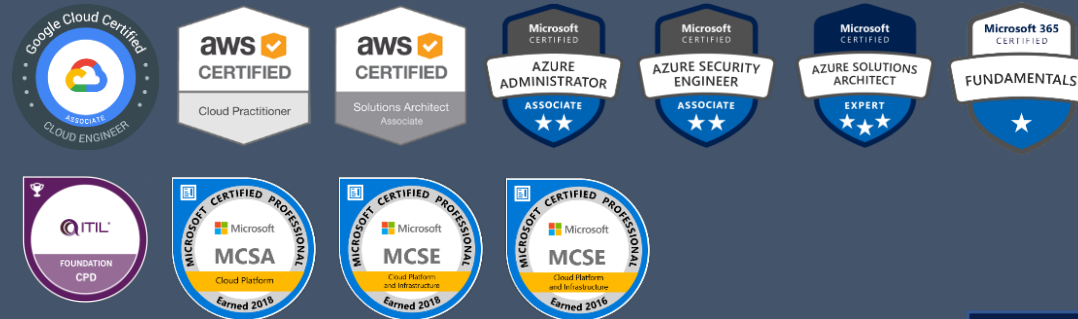 Google Cloud Certified
ASSOCIATE
CLOUD ENGINEER
aws
CERTIFIED
Cloud Practitioner
aws
CERTIFIED
Solutions Architect
Associate
Microsoft
CERTIFIED
AZURE
ADMINISTRATOR
ASSOCIATE
Microsoft
CERTIFIED
AZURE SECURITY
ENGINEER
ASSOCIATE
Microsoft
CERTIFIED
AZURE SOLUTIONS
ARCHITECT
EXPERT
Microsoft 365
CERTIFIED
FUNDAMENTALS
ITIL®
FOUNDATION
CPD
MICROSOFT CERTIFIED PROFESSIONAL
Microsoft
MCSA
Cloud Platform
Earned 2018
MICROSOFT CERTIFIED PROFESSIONAL
Microsoft
MCSE
Cloud Platform
and Infrastructure
Earned 2018
MICROSOFT CERTIFIED PROFESSIONAL
Microsoft
MCSE
Cloud Platform
and Infrastructure
Earned 2016